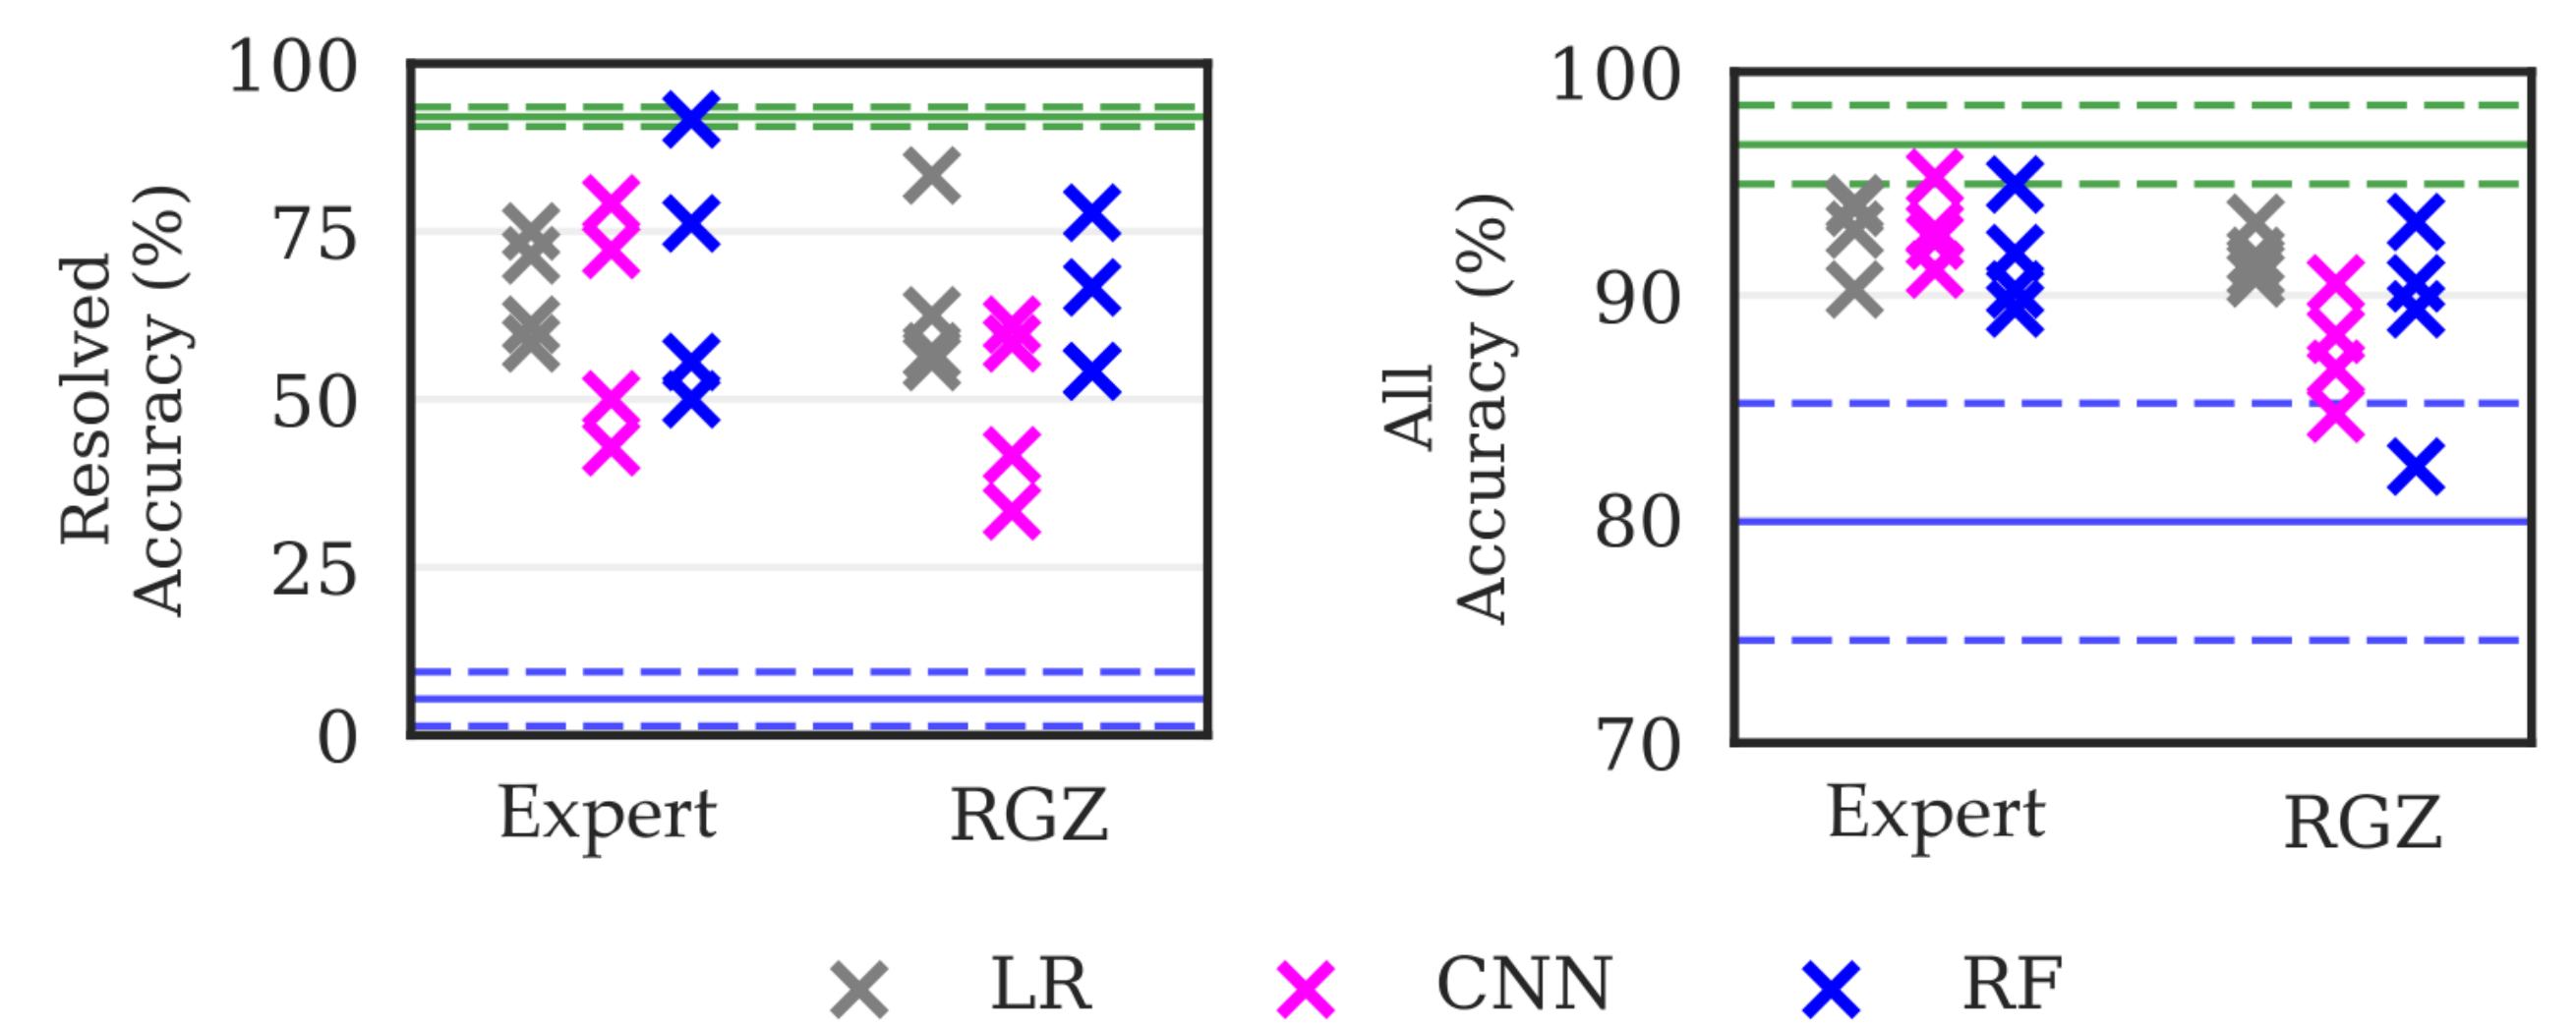 Resolved
Accuracy (%)
100
75
50
25
0
Expert
RGZ
All
Accuracy (%)
100
90
80
70
Expert
RGZ
LR
CNN
RF